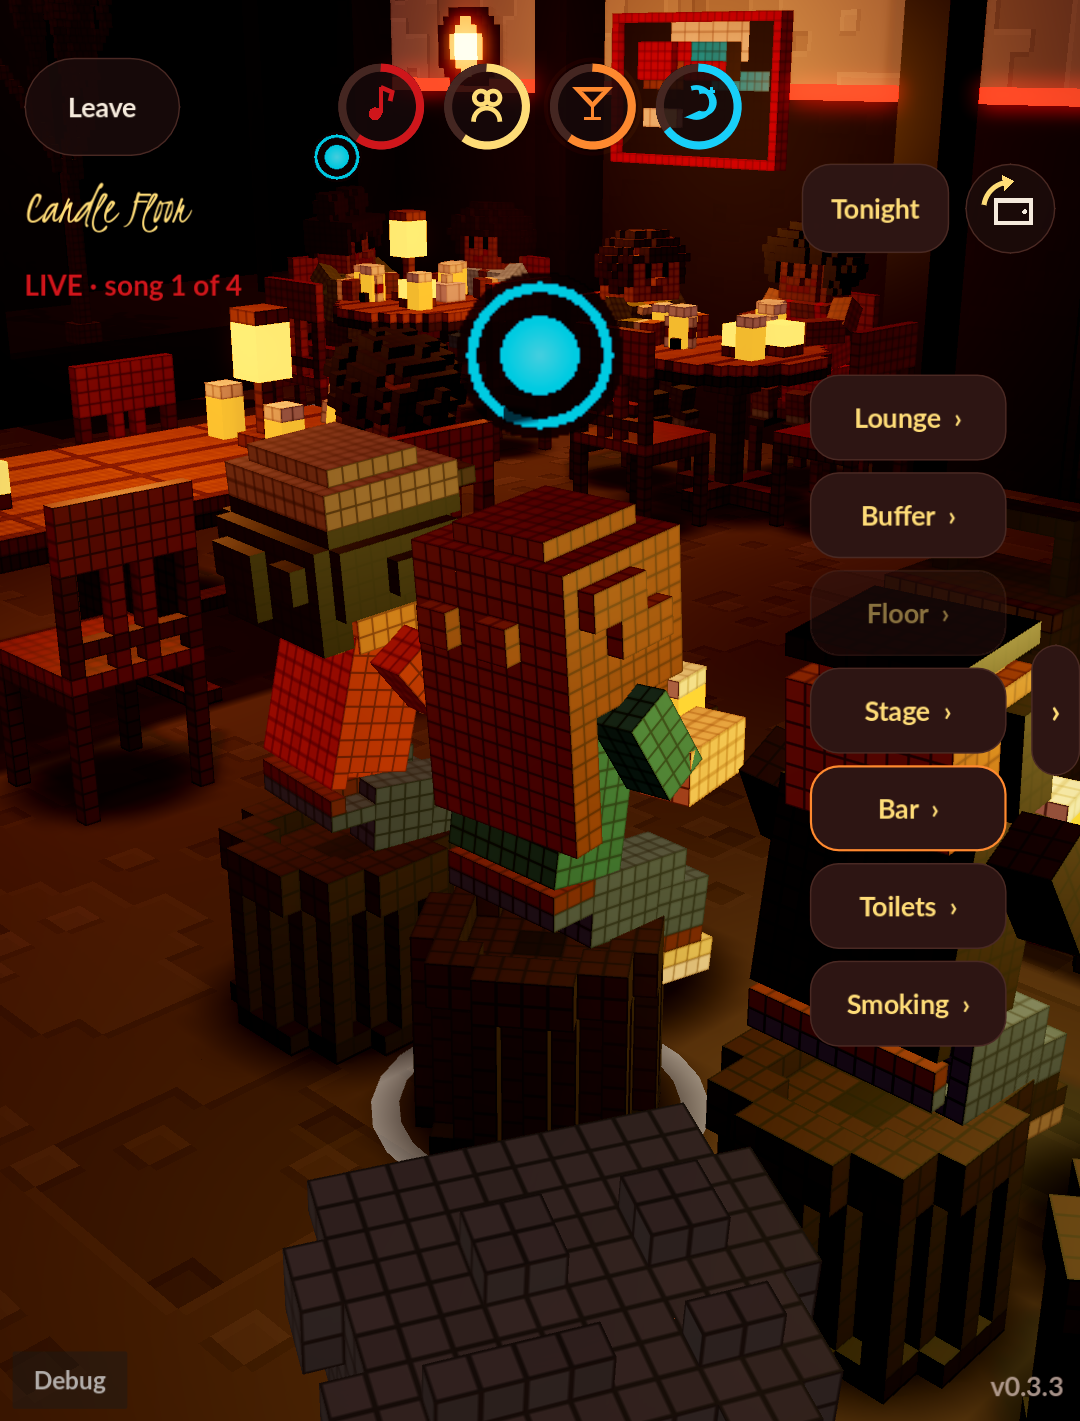 Leave
Candle Floor
LIVE · song 1 of 4
Tonight
Lounge ›
Buffer ›
Floor ›
Stage ›
›
Bar ›
Toilets ›
Smoking ›
Debug
v0.3.3